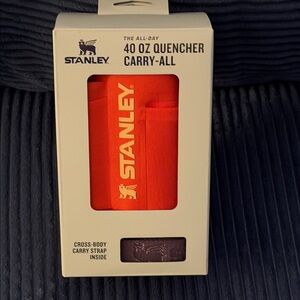 THE ALL-DAY
40 OZ QUENCHER
CARRY-ALL
STANLEY
STANLEY
CROSS-BODY
CARRY STRAP
INSIDE